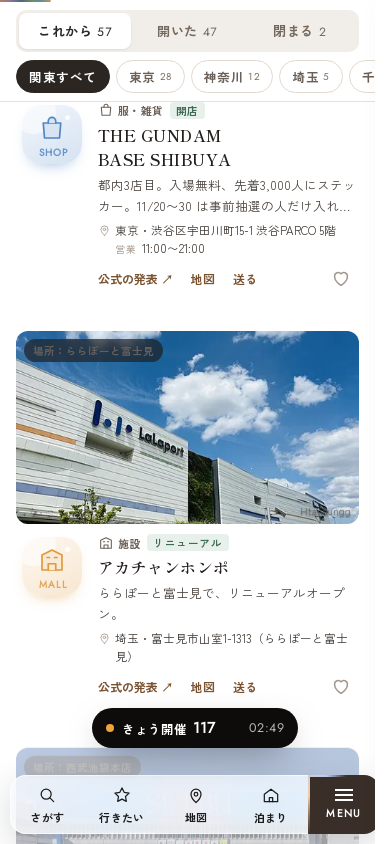 これから 57
開いた 47
閉まる 2
関東すべて
東京 28
神奈川 12
埼玉 5
千
服・雑貨 開店
SHOP
THE GUNDAM
BASE SHIBUYA
都内3店目。入場無料、先着3,000人にステッ
カー。11/20〜30 は事前抽選の人だけ入れ…
東京・渋谷区宇田川町15-1 渋谷PARCO 5階
営業 11:00〜21:00
公式の発表 ↗ 地図 送る
場所：ららぽーと富士見
LaLaport
施設 リニューアル
MALL
アカチャンホンポ
ららぽーと富士見で、リニューアルオープ
ン。
埼玉・富士見市山室1-1313（ららぽーと富士
見）
公式の発表 ↗ 地図 送る
きょう開催 117 02:49
場所：西武池袋本店
さがす
行きたい
地図
泊まり
MENU